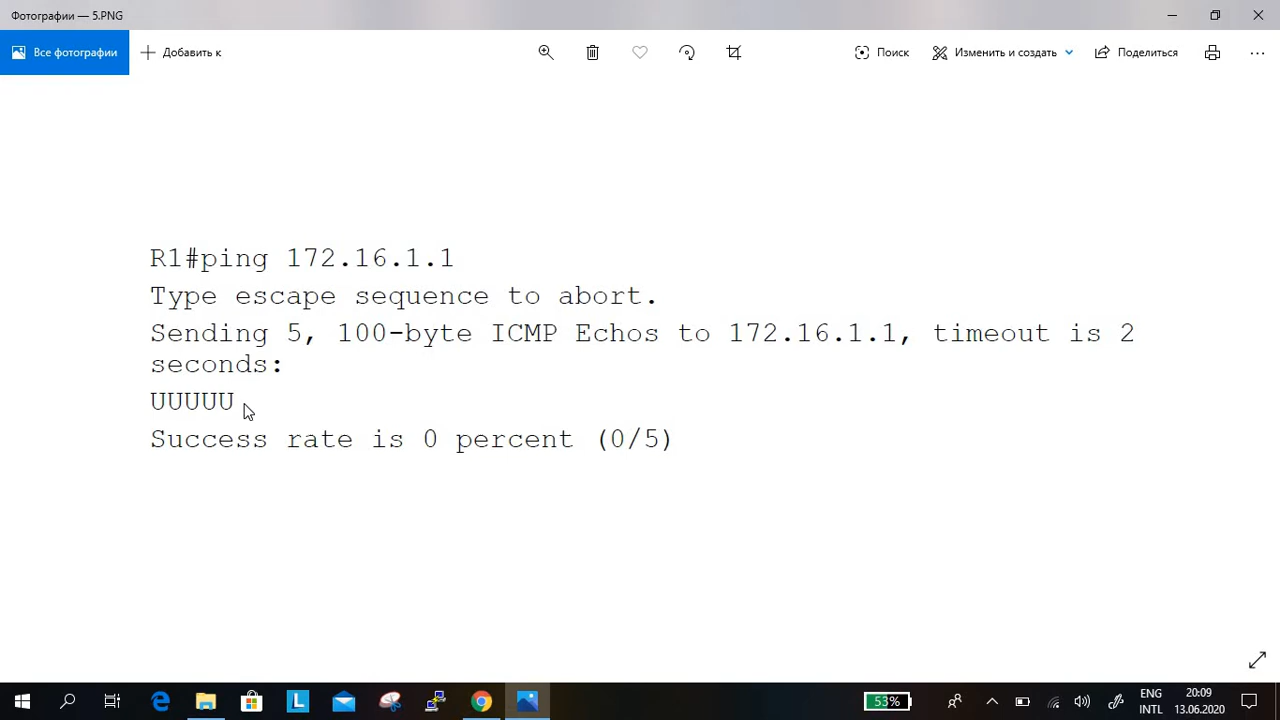 Фотографии — 5.PNG
Все фотографии
Добавить к
Поиск
Изменить и создать
Поделиться
R1#ping 172.16.1.1
Type escape sequence to abort.
Sending 5, 100-byte ICMP Echos to 172.16.1.1, timeout is 2
seconds:
UUUUU
Success rate is 0 percent (0/5)
L
53%
ENG
INTL
20:09
13.06.2020